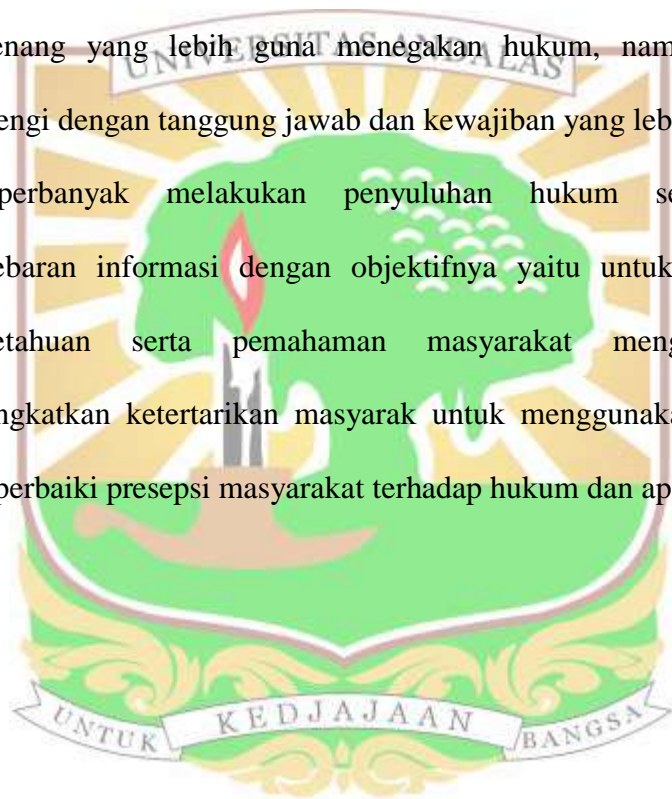 enang yang lebih guna menegakan hukum, nam
UNIVERSITAS ANDALAS
engi dengan tanggung jawab dan kewajiban yang leb
perbanyak melakukan penyuluhan hukum se
ebaran informasi dengan objektifnya yaitu untuk
etahuan serta pemahaman masyarakat meng
ngkatkan ketertarikan masyarak untuk menggunaka
perbaiki presepsi masyarakat terhadap hukum dan ap
UNTUK KEDJAJAAN BANGSA